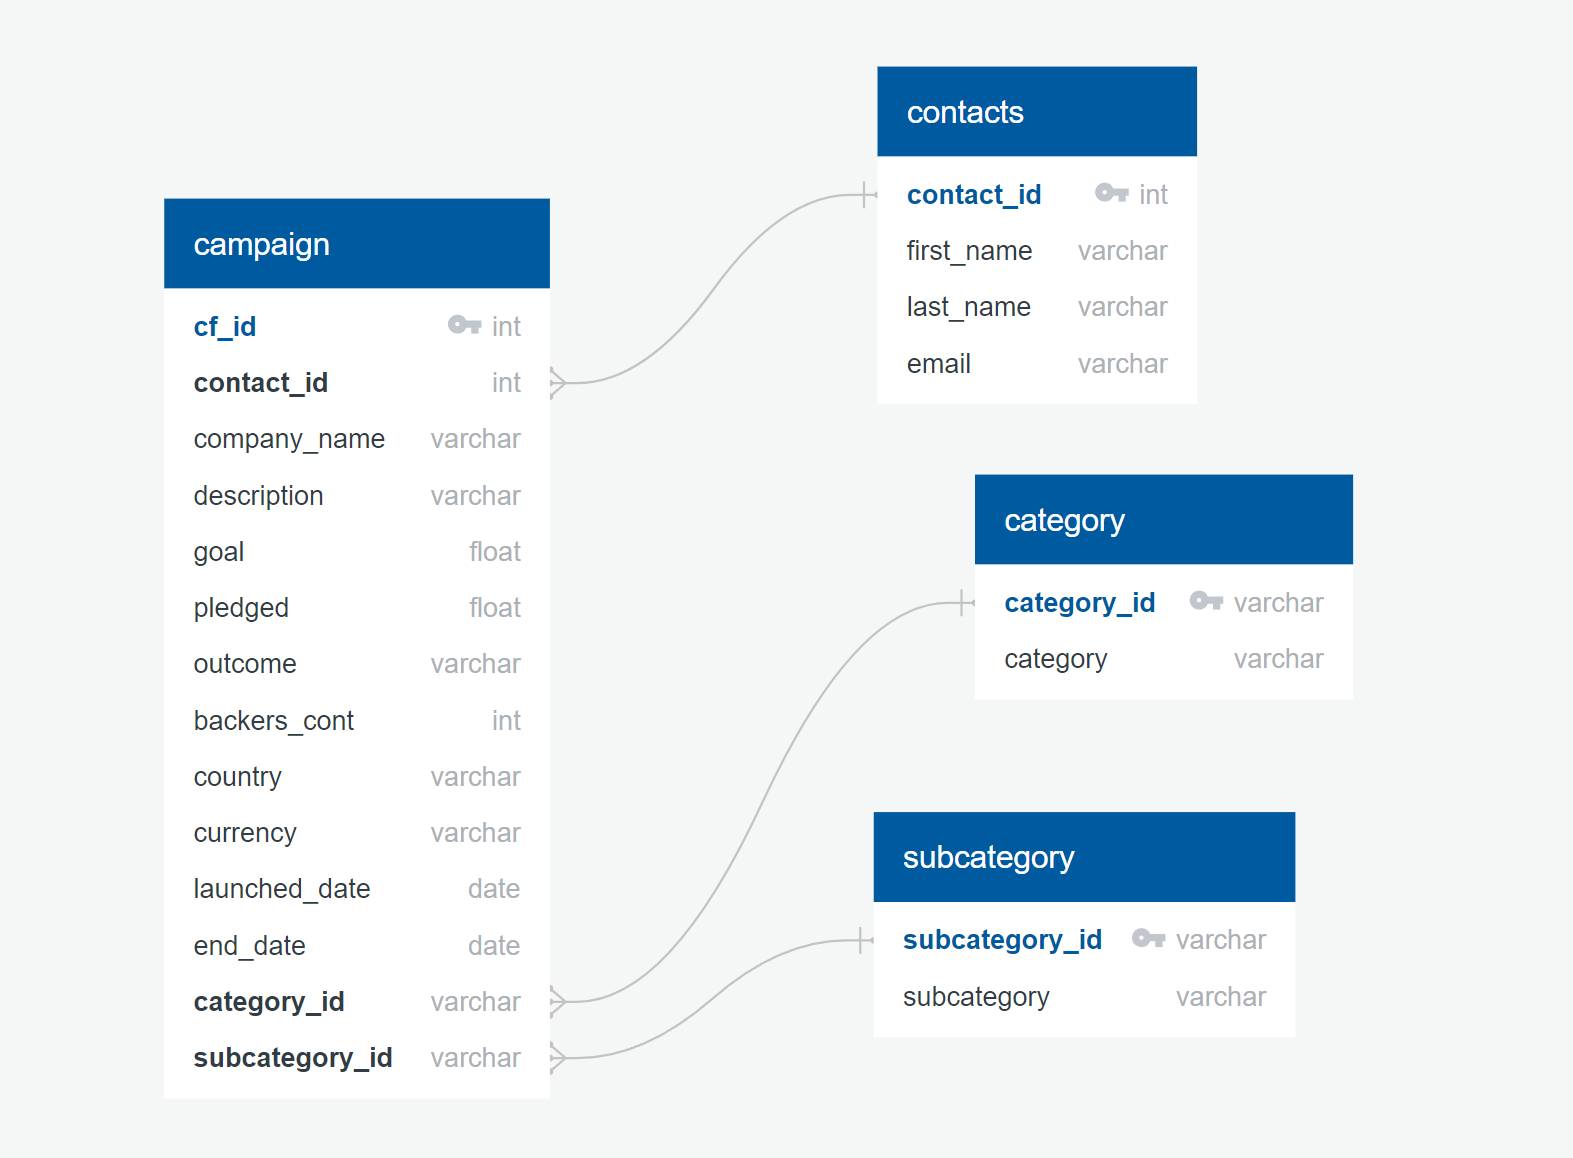 campaign
cf_id int
contact_id int
company_name varchar
description varchar
goal float
pledged float
outcome varchar
backers_cont int
country varchar
currency varchar
launched_date date
end_date date
category_id varchar
subcategory_id varchar
contacts
contact_id int
first_name varchar
last_name varchar
email varchar
category
category_id varchar
category varchar
subcategory
subcategory_id varchar
subcategory varchar